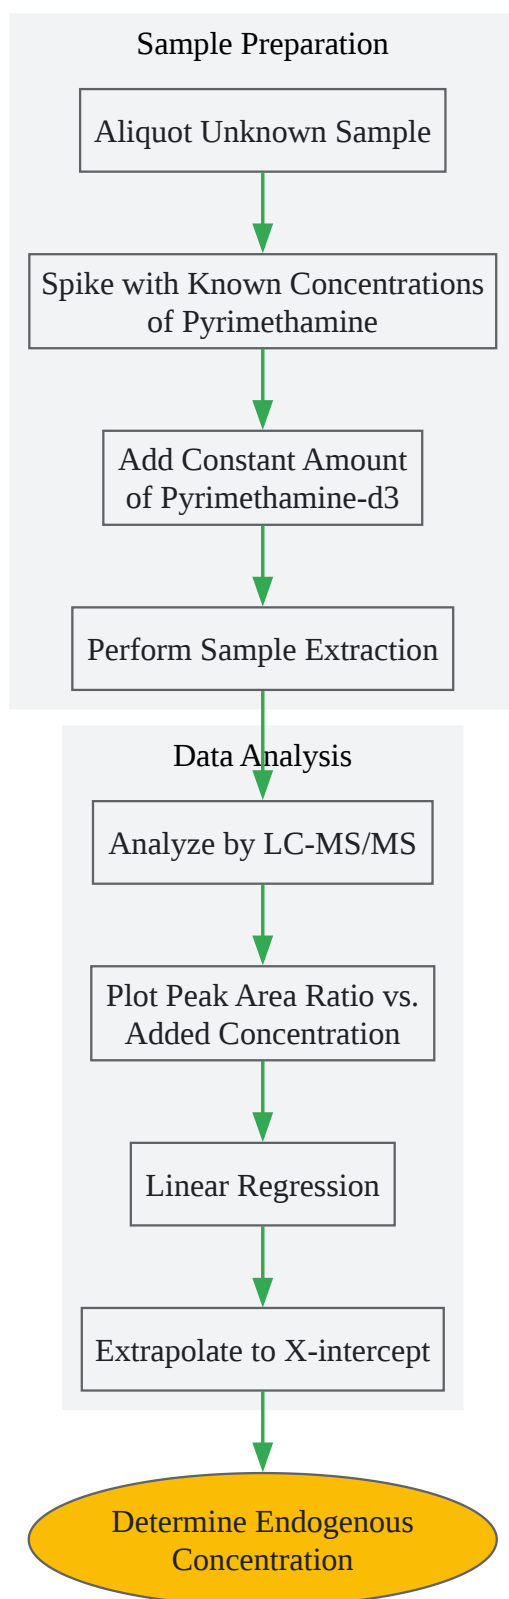 Sample Preparation
Aliquot Unknown Sample
Spike with Known Concentrations
of Pyrimethamine
Add Constant Amount
of Pyrimethamine-d3
Perform Sample Extraction
Data Analysis
Analyze by LC-MS/MS
Plot Peak Area Ratio vs.
Added Concentration
Linear Regression
Extrapolate to X-intercept
Determine Endogenous
Concentration